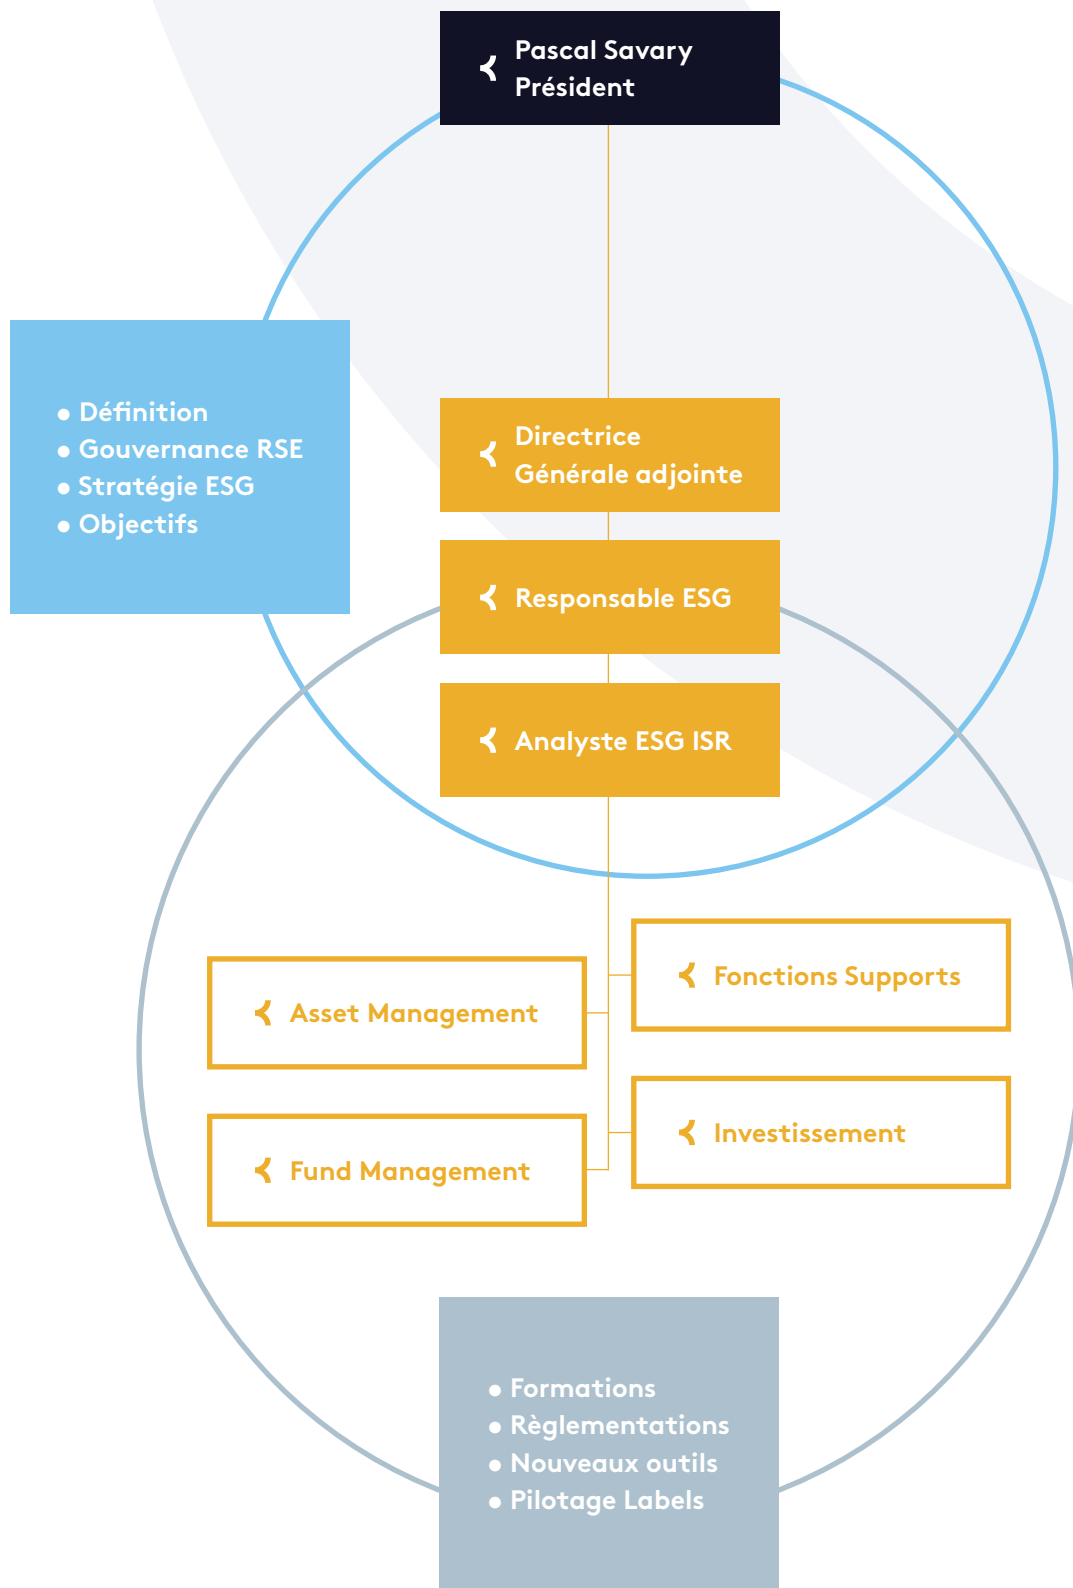 Pascal Savary
Président
• Définition
• Gouvernance RSE
• Stratégie ESG
• Objectifs
Directrice
Générale adjointe
Responsable ESG
Analyste ESG ISR
Fonctions Supports
Asset Management
Investissement
Fund Management
• Formations
• Règlementations
• Nouveaux outils
• Pilotage Labels